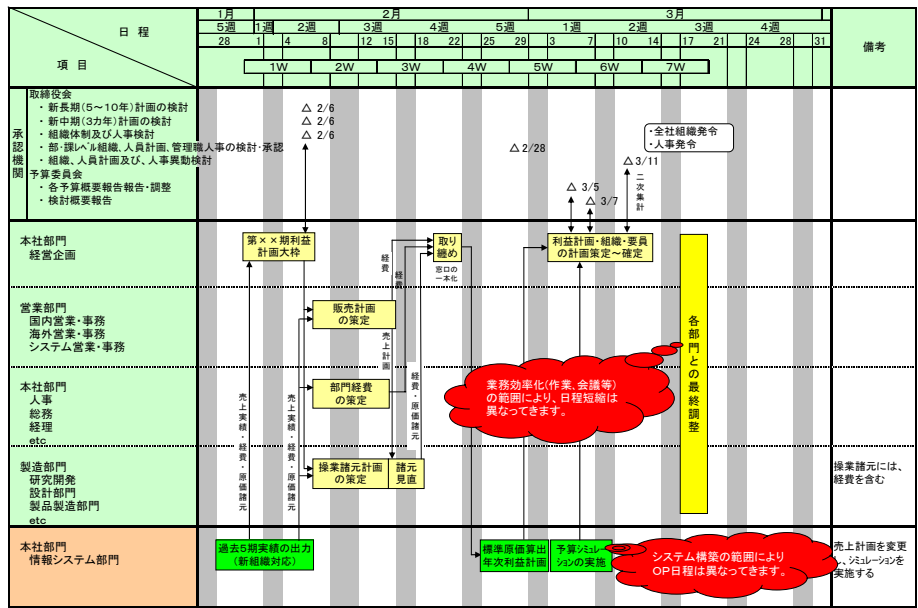 日 程
項 目
1月
2月
3月
5週
1週
2週
3週
4週
5週
1週
2週
3週
4週
28
1
4
8
12
15
18
22
25
29
3
7
10
14
17
21
24
28
31
1W
2W
3W
4W
5W
6W
7W
備考
承認機関
取締役会
・ 新長期(5～10年)計画の検討
・ 新中期(3カ年)計画の検討
・ 組織体制及び人事検討
・ 部・課レベル組織、人員計画、管理職人事の検討・承認
・ 組織、人員計画及び、人事異動検討
予算委員会
・ 各予算概要報告報告・調整
・ 検討概要報告
△ 2/6
△ 2/6
△ 2/6
△ 2/28
・全社組織発令
・人事発令
△ 3/11
二次集計
△ 3/5
△ 3/7
本社部門
経営企画
第××期利益
計画大枠
取り
纏め
窓口の
一本化
利益計画・組織・要員
の計画策定～確定
経費
経費
営業部門
国内営業・事務
海外営業・事務
システム営業・事務
販売計画
の策定
売上計画
各部門との最終調整
本社部門
人事
総務
経理
etc
部門経費
の策定
経費・原価諸元
業務効率化(作業、会議等)
の範囲により、日程短縮は
異なってきます。
売上実績・経費・原価諸元
売上実績・経費・原価諸元
製造部門
研究開発
設計部門
製品製造部門
etc
操業諸元計画
の策定
諸元
見直
操業諸元には、
経費を含む
本社部門
情報システム部門
過去5期実績の出力
(新組織対応)
標準原価算出
年次利益計画
予算シミュレー
ションの実施
システム構築の範囲により
OP日程は異なってきます。
売上計画を変更
し、シミュレーションを
実施する